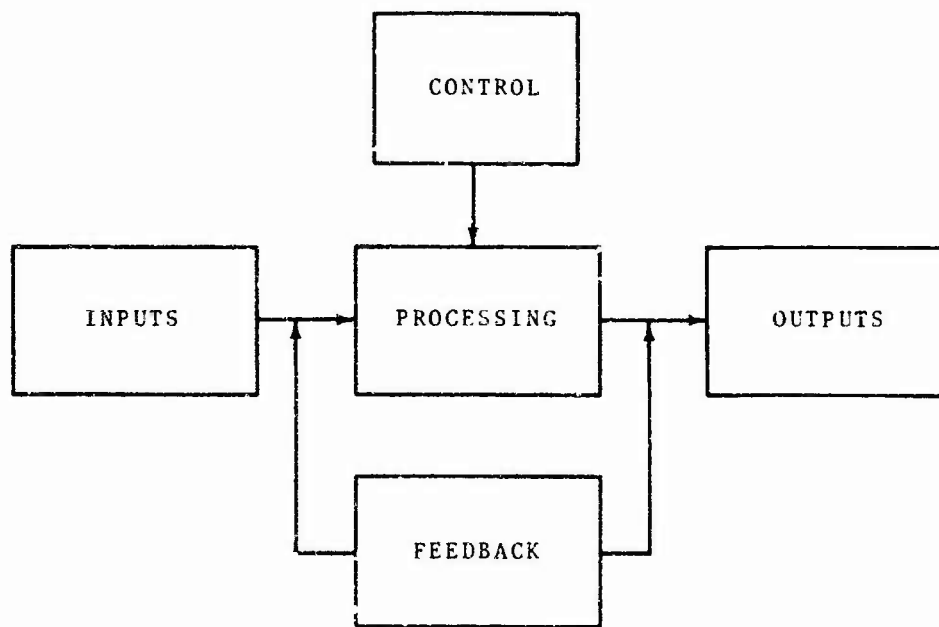 CONTROL
INPUTS
PROCESSING
OUTPUTS
FEEDBACK